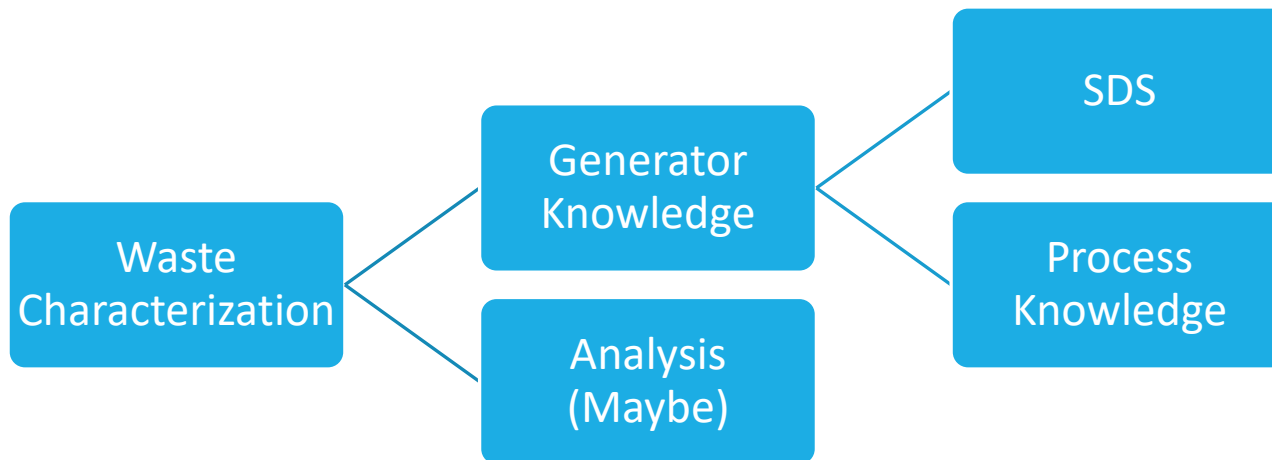 Waste
Characterization
Generator
Knowledge
Analysis
(Maybe)
SDS
Process
Knowledge